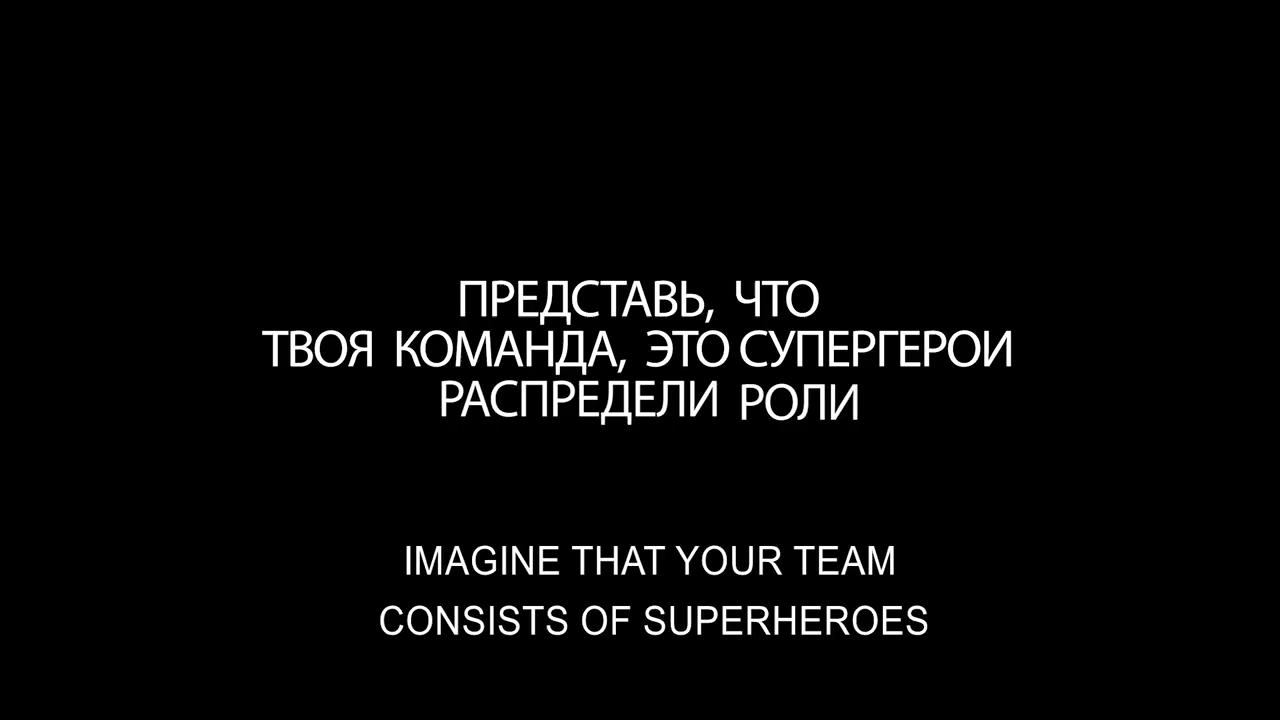 ПРЕДСТАВЬ, ЧТО
ТВОЯ КОМАНДА, ЭТО СУПЕРГЕРОИ
РАСПРЕДЕЛИ РОЛИ
IMAGINE THAT YOUR TEAM
CONSISTS OF SUPERHEROES